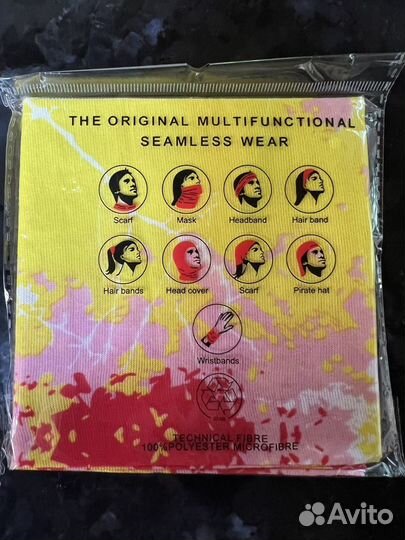 THE ORIGINAL MULTIFUNCTIONAL
SEAMLESS WEAR
Scarf Mask Headband Hair band
Hair bands Head cover Scarf Pirate hat
Wristbands
TECHNICAL FIBRE
100%POLYESTER MICROFIBRE
Avito